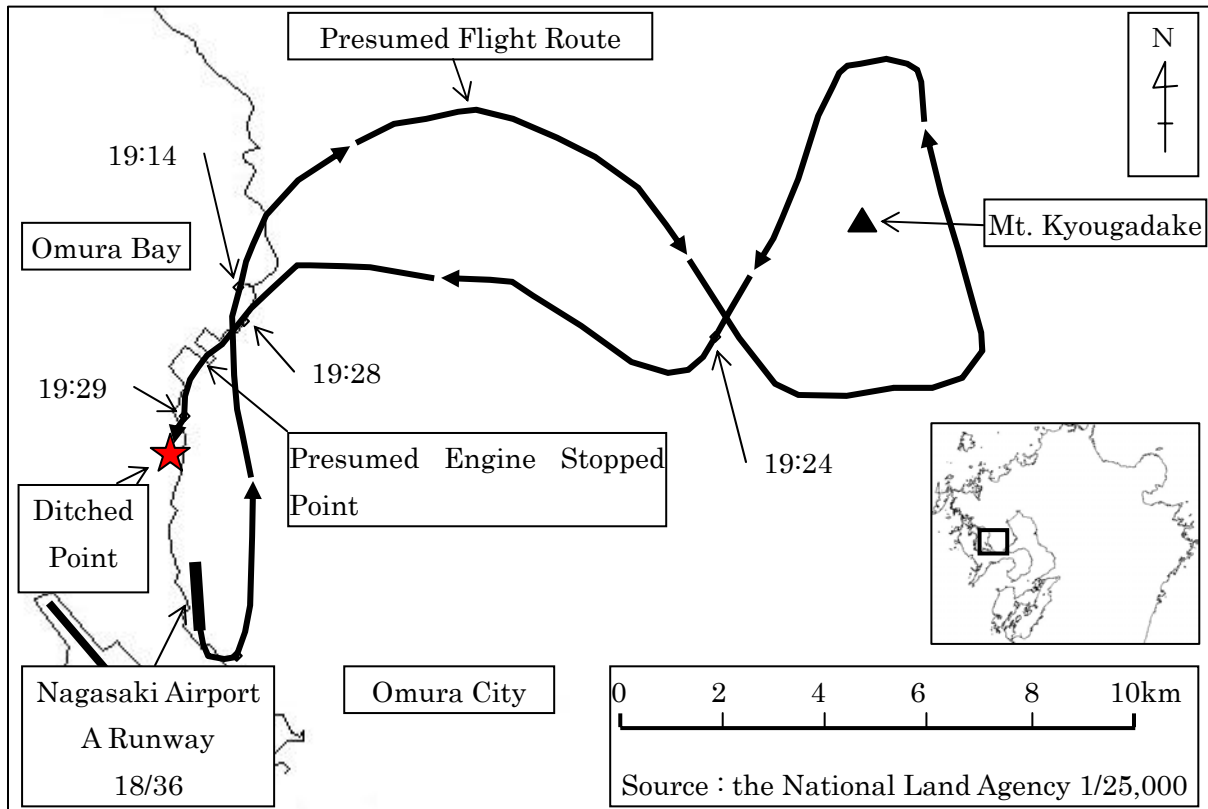 Presumed Flight Route
N
19:14
Omura Bay
Mt. Kyougadake
19:28
19:29
Presumed Engine Stopped
Point
19:24
Ditched
Point
Nagasaki Airport
A Runway
18/36
Omura City
0 2 4 6 8 10km
Source : the National Land Agency 1/25,000